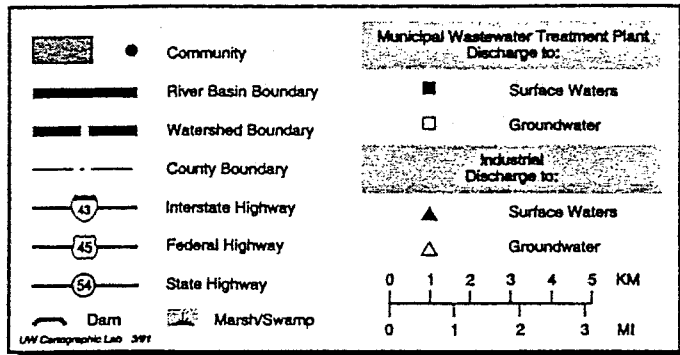 Community
River Basin Boundary
Watershed Boundary
County Boundary
43
Interstate Highway
45
Federal Highway
54
State Highway
Dam
Marsh/Swamp
UW Cartographic Lab 3/91
Municipal Wastewater Treatment Plant
Discharge to:
Surface Waters
Groundwater
Industrial
Discharge to:
Surface Waters
Groundwater
0 1 2 3 4 5 KM
0 1 2 3 MI